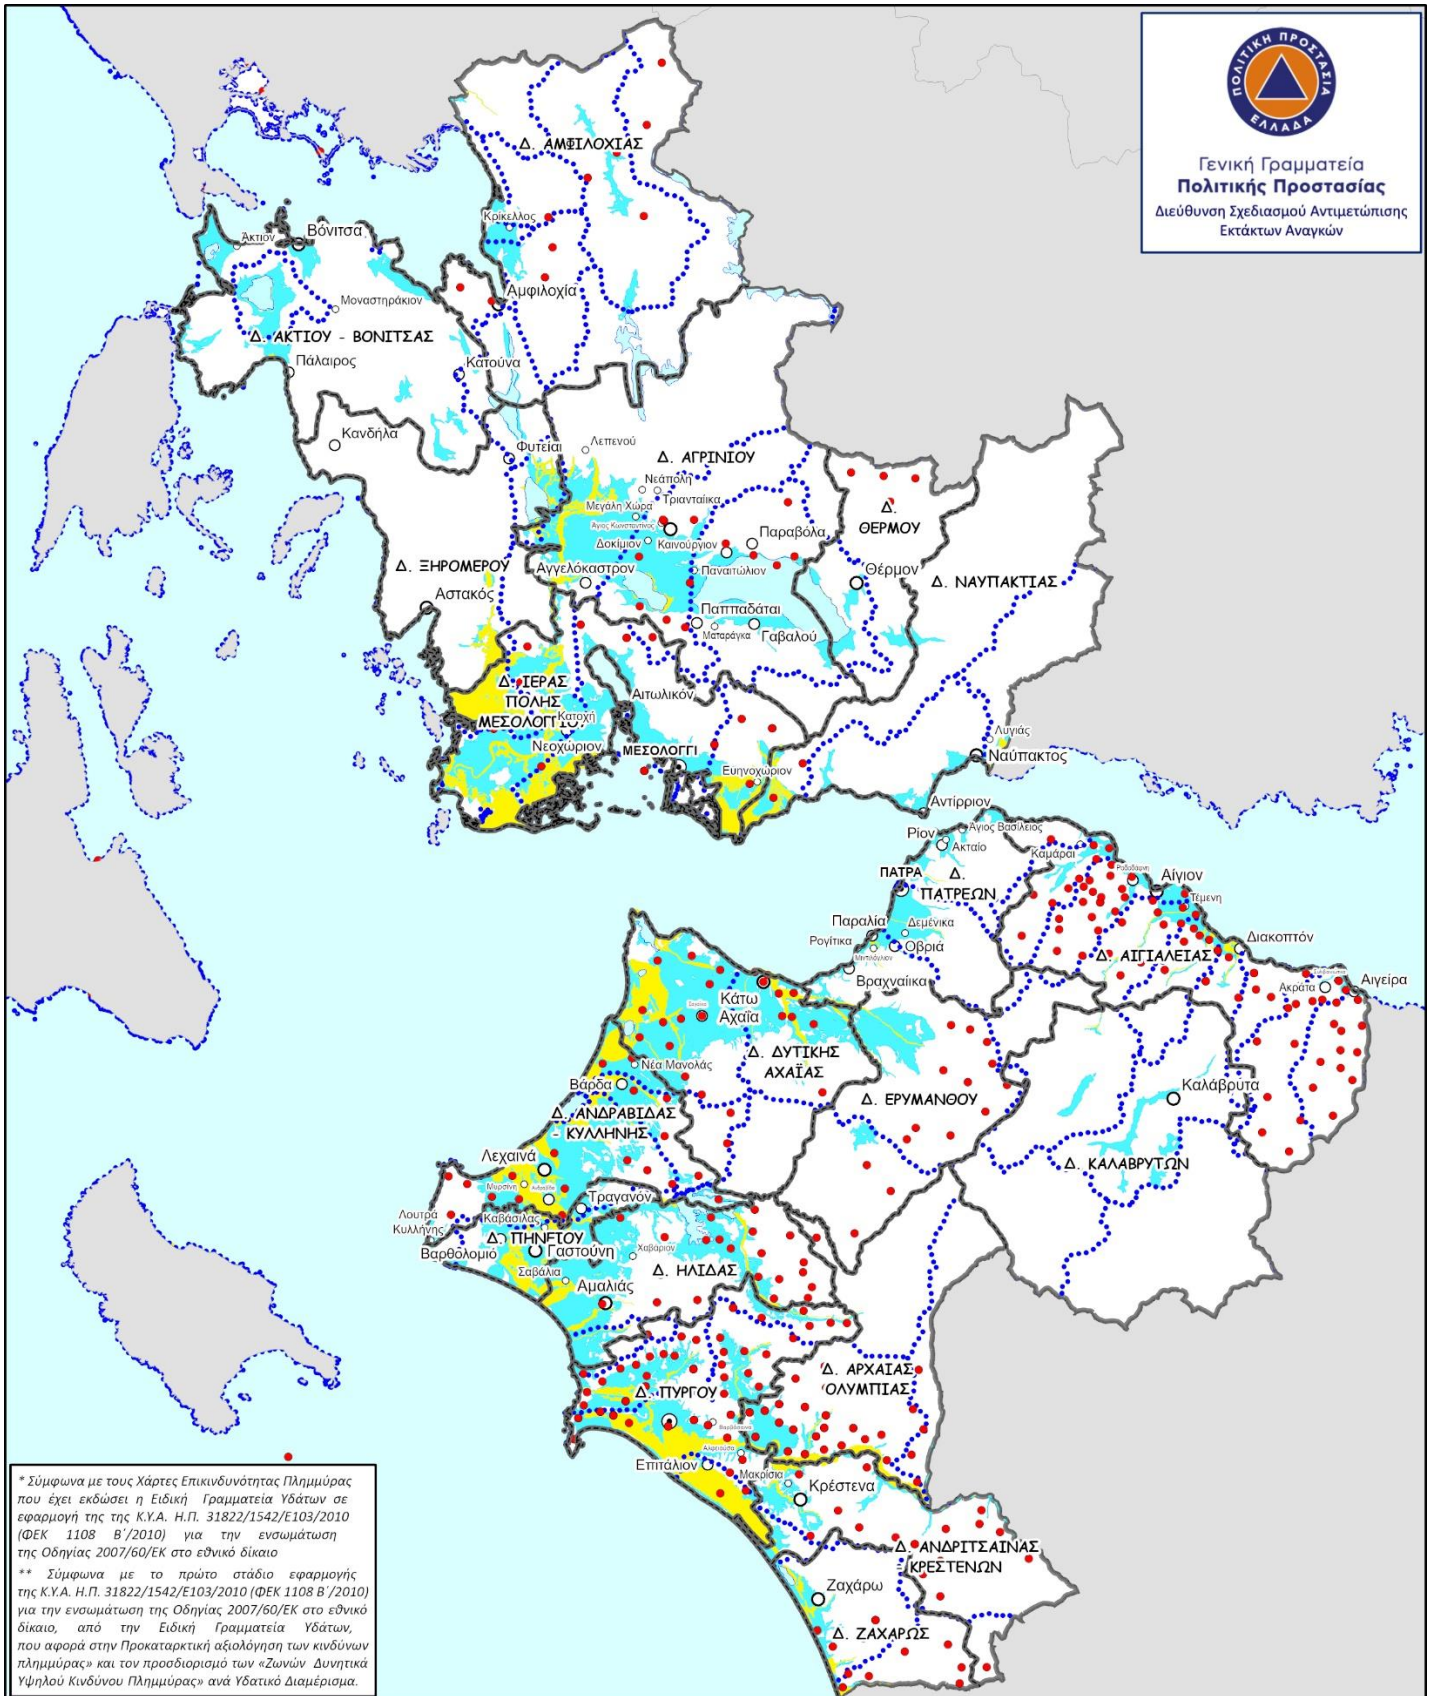 ΠΟΛΙΤΙΚΗ ΠΡΟΣΤΑΣΙΑ
ΕΛΛΑΔΑ
Γενική Γραμματεία
Πολιτικής Προστασίας
Διεύθυνση Σχεδιασμού Αντιμετώπισης
Εκτάκτων Αναγκών
Δ. ΑΜΦΙΛΟΧΙΑΣ
Κρίκελλος
Άκτιον
Βόνιτσα
Αμφιλοχία
Μοναστηράκιον
Δ. ΑΚΤΙΟΥ - ΒΟΝΙΤΣΑΣ
Πάλαιρος
Κατούνα
Κανδήλα
Φυτείαι
Λεπενού
Δ. ΑΓΡΙΝΙΟΥ
Νεάπολη
Τριανταίικα
Μεγάλη Χώρα
Άγιος Κωνσταντίνος
Δ.
ΘΕΡΜΟΥ
Δοκίμιον
Καινούργιον
Παραβόλα
Δ. ΞΗΡΟΜΕΡΟΥ
Παναιτώλιον
Αγγελόκαστρον
Θέρμον
Δ. ΝΑΥΠΑΚΤΙΑΣ
Αστακός
Παππαδάται
Ματαράγκα
Γαβαλού
Δ. ΙΕΡΑΣ
ΠΟΛΗΣ
ΜΕΣΟΛΟΓΓΙΟΥ
Αιτωλικόν
Κατοχή
Νεοχώριον
ΜΕΣΟΛΟΓΓΙ
Ευηνοχώριον
Λυγιάς
Ναύπακτος
Αντίρριον
Ρίον
Άγιος Βασίλειος
Ακταίο
Καμάραι
ΠΑΤΡΑ
Δ.
ΠΑΤΡΕΩΝ
Ροδοδάφνη
Αίγιον
Τέμενη
Παραλία
Δεμένικα
Ρογίτικα
Οβριά
Μιντιλόγλιον
Διακοπτόν
Δ. ΑΙΓΙΑΛΕΙΑΣ
Βραχναίικα
Ακράτα
Αιγείρα
Κάτω
Αχαΐα
Δ. ΔΥΤΙΚΗΣ
ΑΧΑΪΑΣ
Νέα Μανολάς
Βάρδα
Δ. ΕΡΥΜΑΝΘΟΥ
Καλάβρυτα
Δ. ΑΝΔΡΑΒΙΔΑΣ
- ΚΥΛΛΗΝΗΣ
Λεχαινά
Δ. ΚΑΛΑΒΡΥΤΩΝ
Μυρσίνη
Τραγανόν
Λουτρά
Κυλλήνης
Καβάσιλας
Δ. ΠΗΝΕΙΟΥ
Βαρθολομιό
Γαστούνη
Χαβάριον
Σαβάλια
Δ. ΗΛΙΔΑΣ
Αμαλιάς
Δ. ΑΡΧΑΙΑΣ
ΟΛΥΜΠΙΑΣ
Δ. ΠΥΡΓΟΥ
Αλφειούσα
Επιτάλιον
Μακρίσια
Κρέστενα
Δ. ΑΝΔΡΙΤΣΑΙΝΑΣ
ΚΡΕΣΤΕΝΩΝ
Ζαχάρω
Δ. ΖΑΧΑΡΩΣ
* Σύμφωνα με τους Χάρτες Επικινδυνότητας Πλημμύρας
που έχει εκδώσει η Ειδική Γραμματεία Υδάτων σε
εφαρμογή της της Κ.Υ.Α. Η.Π. 31822/1542/Ε103/2010
(ΦΕΚ 1108 Β΄/2010) για την ενσωμάτωση
της Οδηγίας 2007/60/ΕΚ στο εθνικό δίκαιο
** Σύμφωνα με το πρώτο στάδιο εφαρμογής
της Κ.Υ.Α. Η.Π. 31822/1542/Ε103/2010 (ΦΕΚ 1108 Β΄/2010)
για την ενσωμάτωση της Οδηγίας 2007/60/ΕΚ στο εθνικό
δίκαιο, από την Ειδική Γραμματεία Υδάτων,
που αφορά στην Προκαταρκτική αξιολόγηση των κινδύνων
πλημμύρας» και τον προσδιορισμό των «Ζωνών Δυνητικά
Υψηλού Κινδύνου Πλημμύρας» ανά Υδατικό Διαμέρισμα.